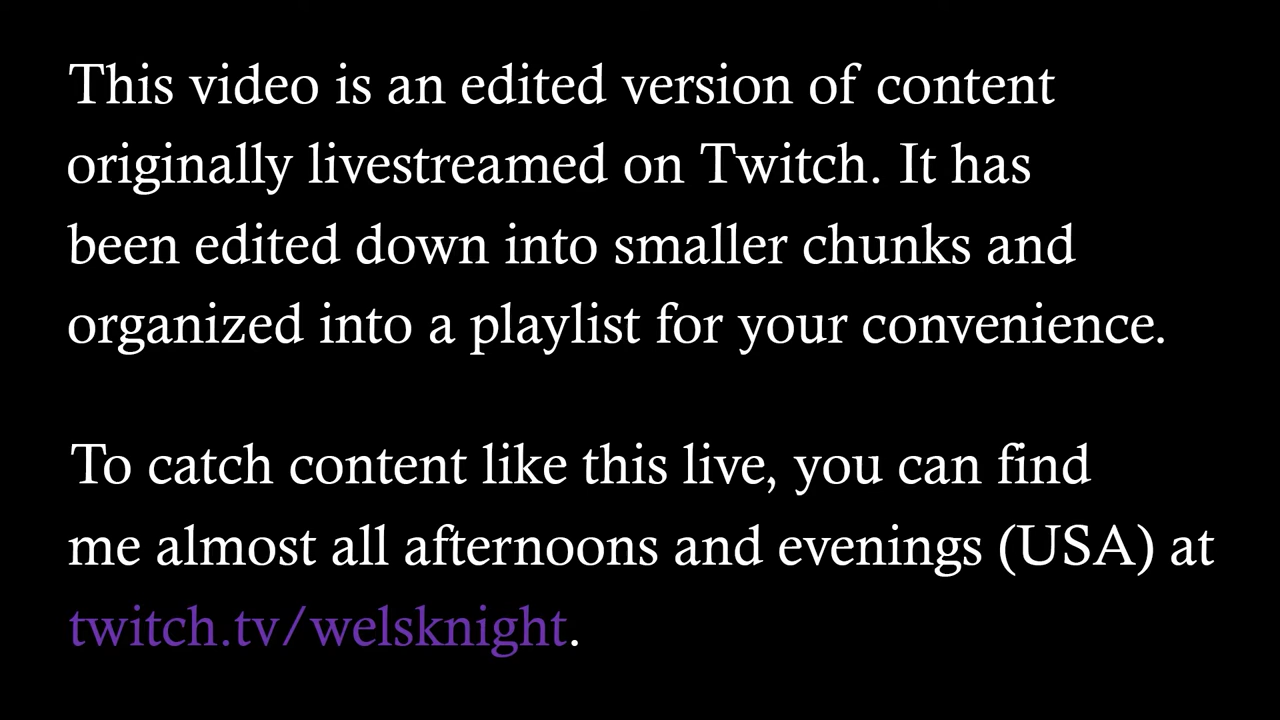 This video is an edited version of content
originally livestreamed on Twitch. It has
been edited down into smaller chunks and
organized into a playlist for your convenience.
To catch content like this live, you can find
me almost all afternoons and evenings (USA) at
twitch.tv/welsknight.